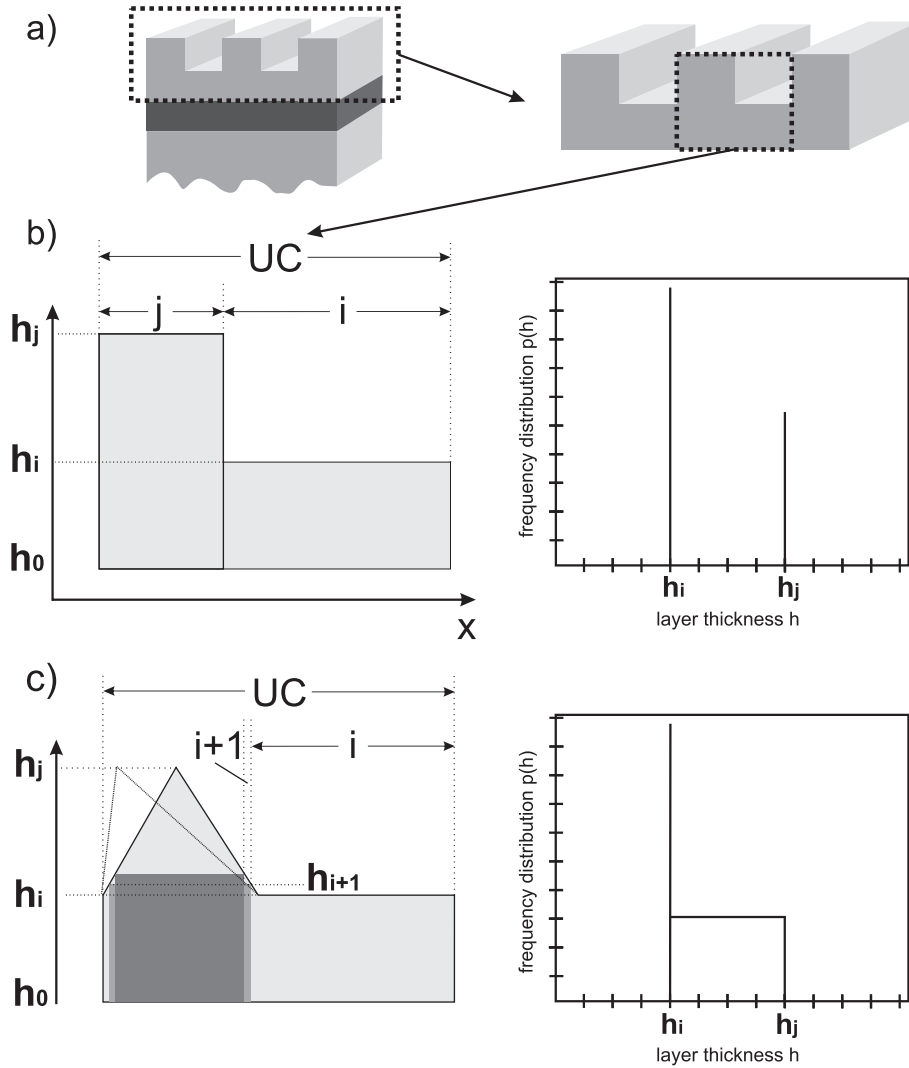 a)
b)
UC
j i
hj
hi
h0
x
frequency distribution p(h)
hi hj
layer thickness h
c)
UC
i+1 i
hj
hi+1
hi
h0
frequency distribution p(h)
hi hj
layer thickness h